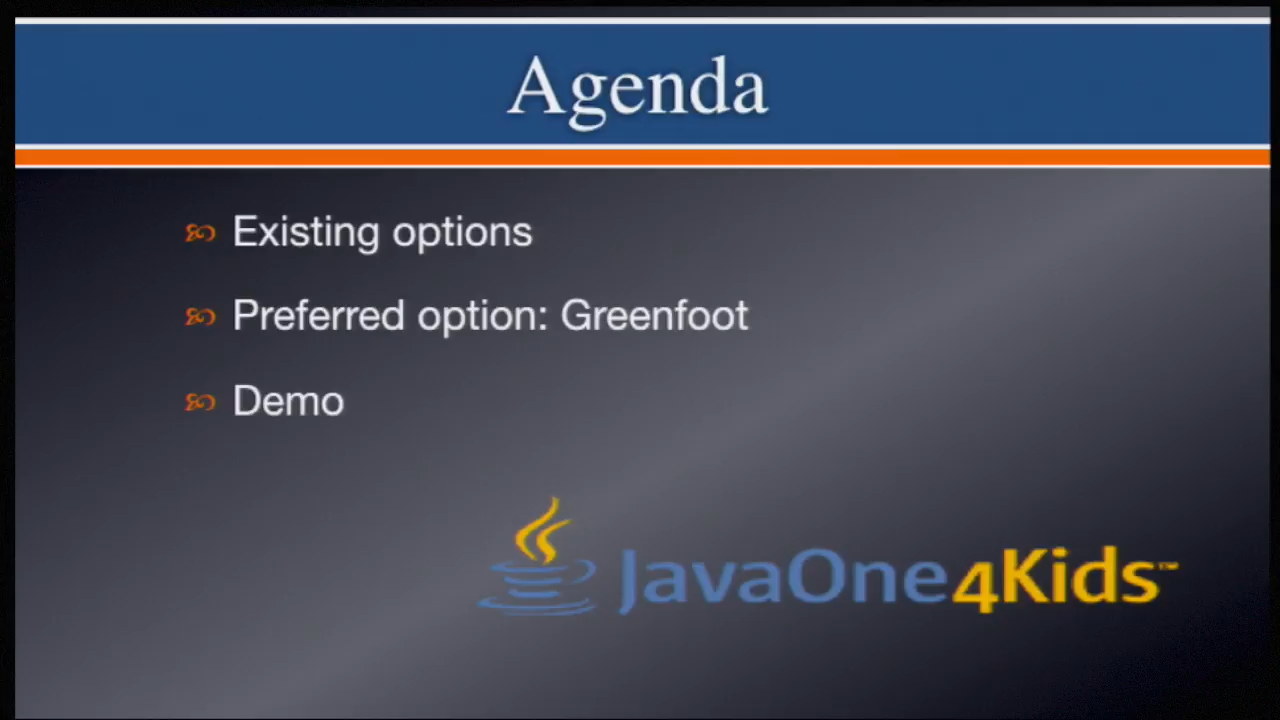 Agenda
Existing options
Preferred option: Greenfoot
Demo
JavaOne4Kids™